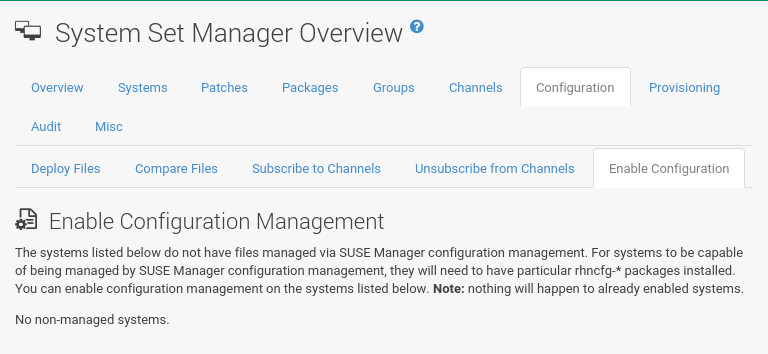 System Set Manager Overview ?
Overview Systems Patches Packages Groups Channels Configuration Provisioning
Audit Misc
Deploy Files Compare Files Subscribe to Channels Unsubscribe from Channels Enable Configuration
Enable Configuration Management
The systems listed below do not have files managed via SUSE Manager configuration management. For systems to be capable
of being managed by SUSE Manager configuration management, they will need to have particular rhncfg-* packages installed.
You can enable configuration management on the systems listed below. Note: nothing will happen to already enabled systems.
No non-managed systems.